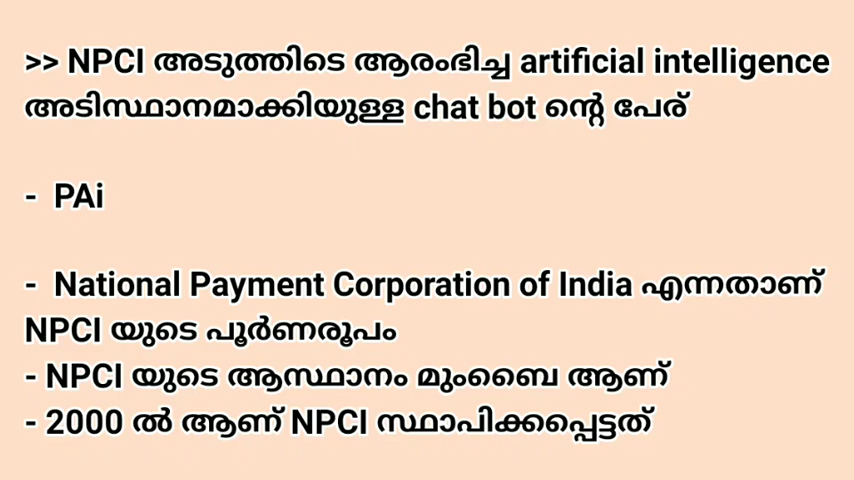 >> NPCI അടുത്തിടെ ആരംഭിച്ച artificial intelligence
അടിസ്ഥാനമാക്കിയുള്ള chat bot ന്റെ പേര്
- PAi
- National Payment Corporation of India എന്നതാണ്
NPCI യുടെ പൂർണരൂപം
- NPCI യുടെ ആസ്ഥാനം മുംബൈ ആണ്
- 2000 ൽ ആണ് NPCI സ്ഥാപിക്കപ്പെട്ടത്